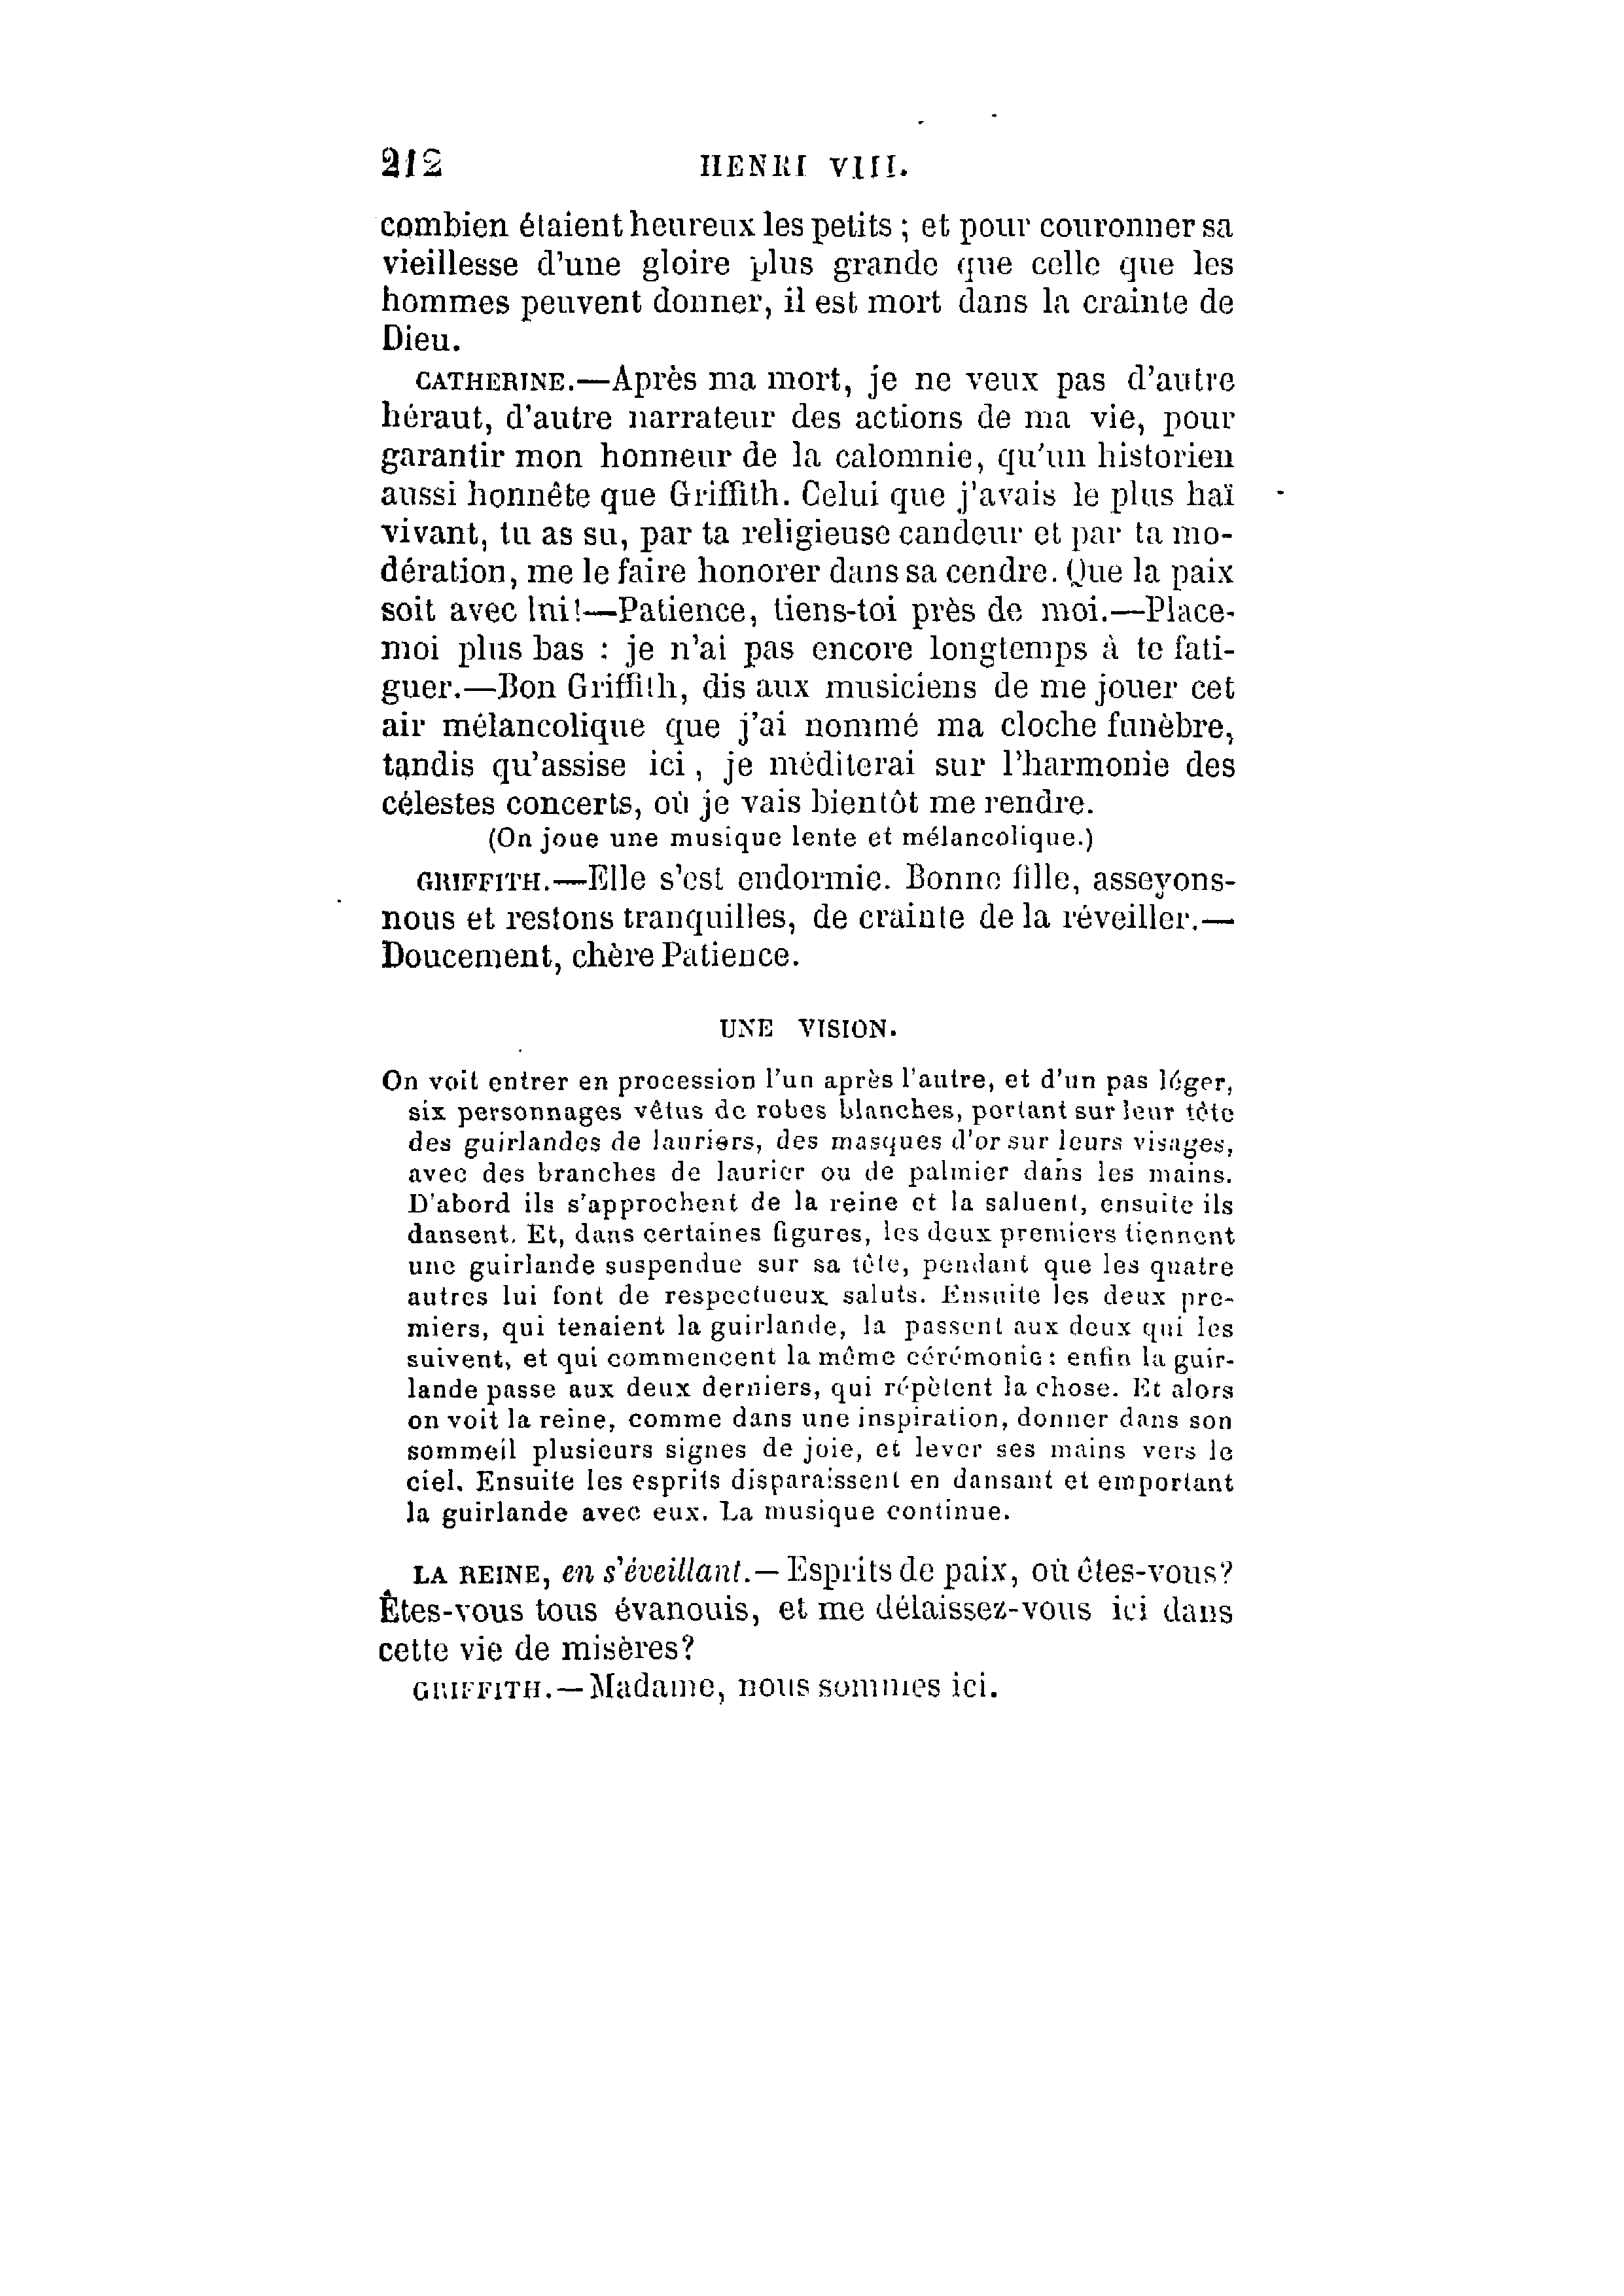 212 HENRI VIII.
combien étaient heureux les petits ; et pour couronner sa
vieillesse d'une gloire plus grande que celle que les
hommes peuvent donner, il est mort dans la crainte de
Dieu.
CATHERINE.—Après ma mort, je ne veux pas d'autre
héraut, d'autre narrateur des actions de ma vie, pour
garantir mon honneur de la calomnie, qu'un historien
aussi honnête que Griffith. Celui que j'avais le plus haï
vivant, tu as su, par ta religieuse candeur et par ta mo-
dération, me le faire honorer dans sa cendre. Que la paix
soit avec lui!—Patience, tiens-toi près de moi.—Place-
moi plus bas : je n'ai pas encore longtemps à te fati-
guer.—Bon Griffith, dis aux musiciens de me jouer cet
air mélancolique que j'ai nommé ma cloche funèbre,
tandis qu'assise ici, je méditerai sur l'harmonie des
célestes concerts, où je vais bientôt me rendre.
(On joue une musique lente et mélancolique.)
GRIFFITH.—Elle s'est endormie. Bonne fille, asseyons-
nous et restons tranquilles, de crainte de la réveiller.—
Doucement, chère Patience.
UNE VISION.
On voit entrer en procession l'un après l'autre, et d'un pas léger,
six personnages vêtus de robes blanches, portant sur leur tête
des guirlandes de lauriers, des masques d'or sur leurs visages,
avec des branches de laurier ou de palmier dans les mains.
D'abord ils s'approchent de la reine et la saluent, ensuite ils
dansent. Et, dans certaines figures, les deux premiers tiennent
une guirlande suspendue sur sa tête, pendant que les quatre
autres lui font de respectueux saluts. Ensuite les deux pre-
miers, qui tenaient la guirlande, la passent aux deux qui les
suivent, et qui commencent la même cérémonie : enfin la guir-
lande passe aux deux derniers, qui répètent la chose. Et alors
on voit la reine, comme dans une inspiration, donner dans son
sommeil plusieurs signes de joie, et lever ses mains vers le
ciel. Ensuite les esprits disparaissent en dansant et emportant
la guirlande avec eux. La musique continue.
LA REINE, en s'éveillant.—Esprits de paix, où êtes-vous?
Êtes-vous tous évanouis, et me délaissez-vous ici dans
cette vie de misères?
GRIFFITH.—Madame, nous sommes ici.